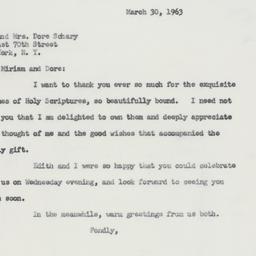 March 30, 1963
nd Mrs. Dore Schary
st 70th Street
ork, N. Y.
Miriam and Dore:
I want to thank you ever so much for the exquisite
es of Holy Scriptures, so beautifully bound. I need not
you that I am delighted to own them and deeply appreciate
thought of me and the good wishes that accompanied the
ly gift.
Edith and I were so happy that you could celebrate
us on Wednesday evening, and look forward to seeing you
soon.
In the meanwhile, warm greetings from us both.
Fondly,